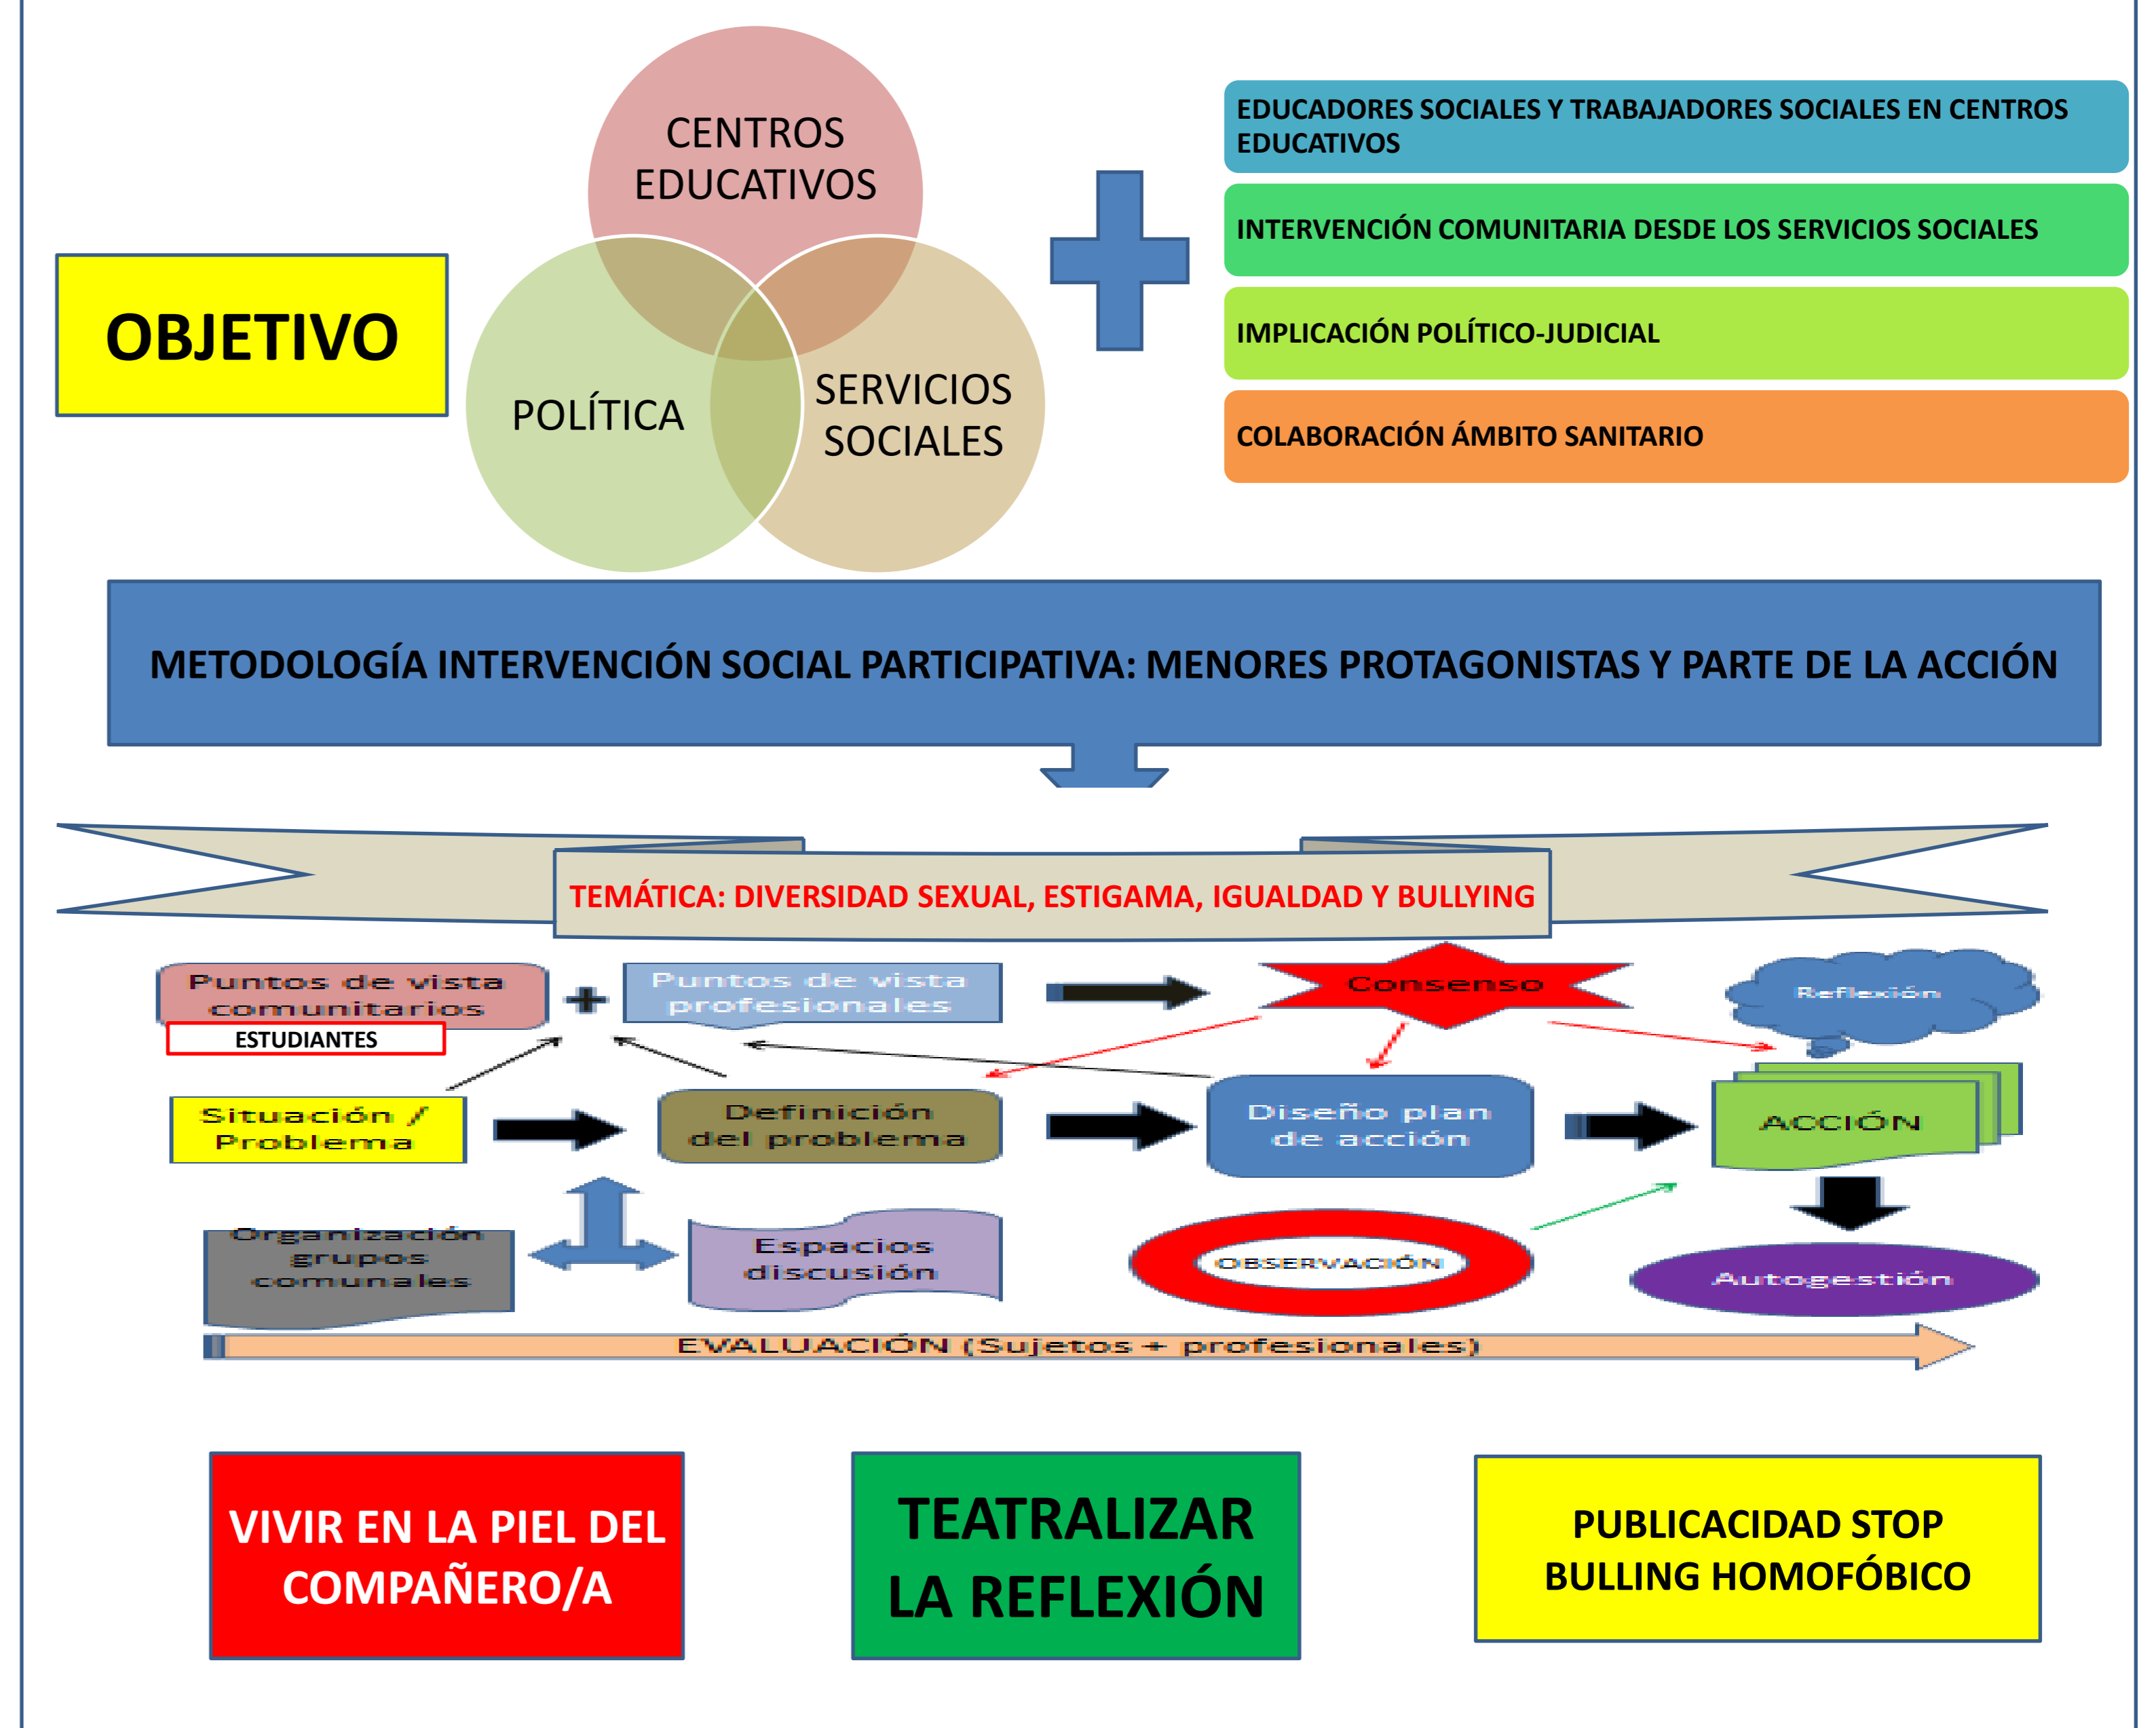 CENTROS
EDUCATIVOS
OBJETIVO
POLÍTICA
SERVICIOS
SOCIALES
EDUCADORES SOCIALES Y TRABAJADORES SOCIALES EN CENTROS
EDUCATIVOS
INTERVENCIÓN COMUNITARIA DESDE LOS SERVICIOS SOCIALES
IMPLICACIÓN POLÍTICO-JUDICIAL
COLABORACIÓN ÁMBITO SANITARIO
METODOLOGÍA INTERVENCIÓN SOCIAL PARTICIPATIVA: MENORES PROTAGONISTAS Y PARTE DE LA ACCIÓN
TEMÁTICA: DIVERSIDAD SEXUAL, ESTIGAMA, IGUALDAD Y BULLYING
Puntos de vista
comunitarios
ESTUDIANTES
Puntos de vista
profesionales
Consenso
Reflexión
Situación /
Problema
Definición
del problema
Diseño plan
de acción
ACCIÓN
Organización
grupos
comunales
Espacios
discusión
OBSERVACIÓN
Autogestión
EVALUACIÓN (Sujetos + profesionales)
VIVIR EN LA PIEL DEL
COMPAÑERO/A
TEATRALIZAR
LA REFLEXIÓN
PUBLICACIDAD STOP
BULLING HOMOFÓBICO